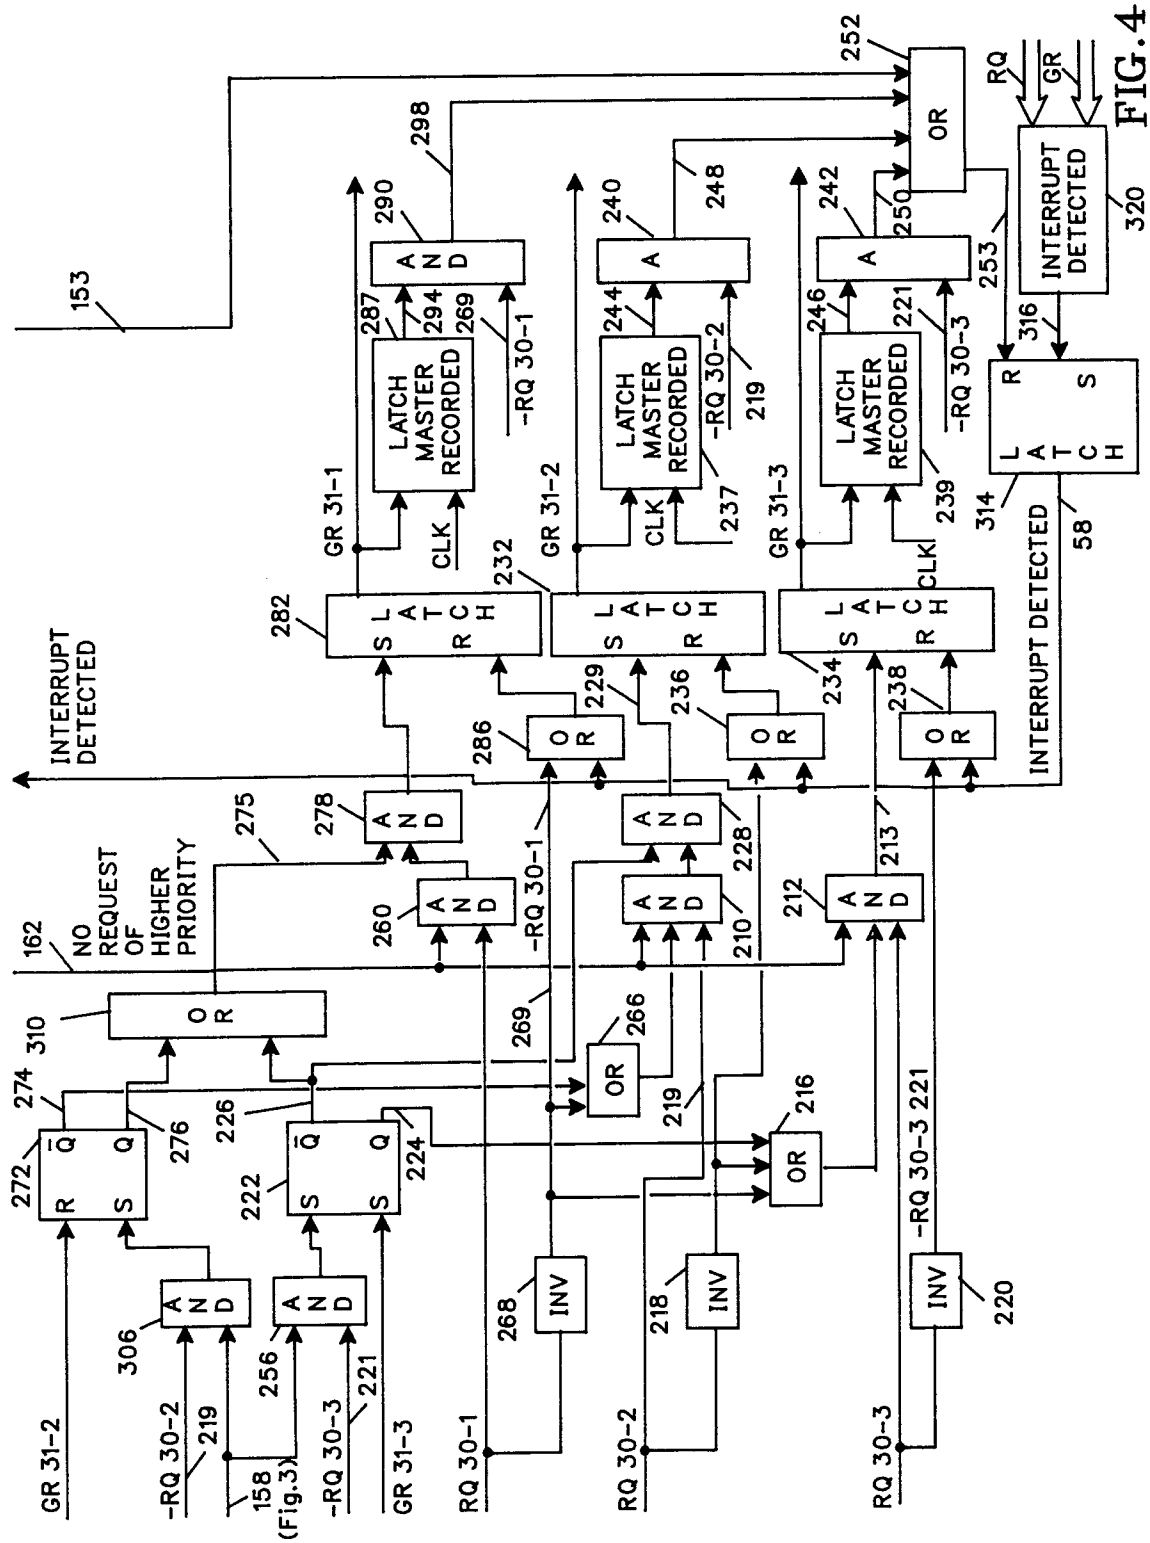 GR 31-2
-RQ 30-2
219
158
(Fig.3)
-RQ 30-3
221
GR 31-3
RQ 30-1
RQ 30-2
RQ 30-3
306
AND
256
AND
272
R
S
Q̅
Q
274
276
222
S
S
Q̅
Q
226
224
268
INV
218
INV
220
INV
310
OR
162
NO REQUEST
OF
HIGHER
PRIORITY
275
269
-RQ 30-1
266
OR
219
216
OR
-RQ 30-3 221
260
AND
278
AND
210
AND
228
AND
212
AND
213
INTERRUPT
DETECTED
286
OR
229
236
OR
238
OR
282
S
R
LATCH
232
S
R
LATCH
234
S
R
LATCH
INTERRUPT DETECTED
58
GR 31-1
CLK
GR 31-2
CLK
GR 31-3
CLK
287
LATCH
MASTER
RECORDED
294
269
-RQ 30-1
237
LATCH
MASTER
RECORDED
244
-RQ 30-2
219
239
LATCH
MASTER
RECORDED
246
221
-RQ 30-3
153
290
AND
298
240
A
248
242
A
250
252
OR
253
314
LATCH
R
S
316
INTERRUPT
DETECTED
320
RQ
GR
FIG.4